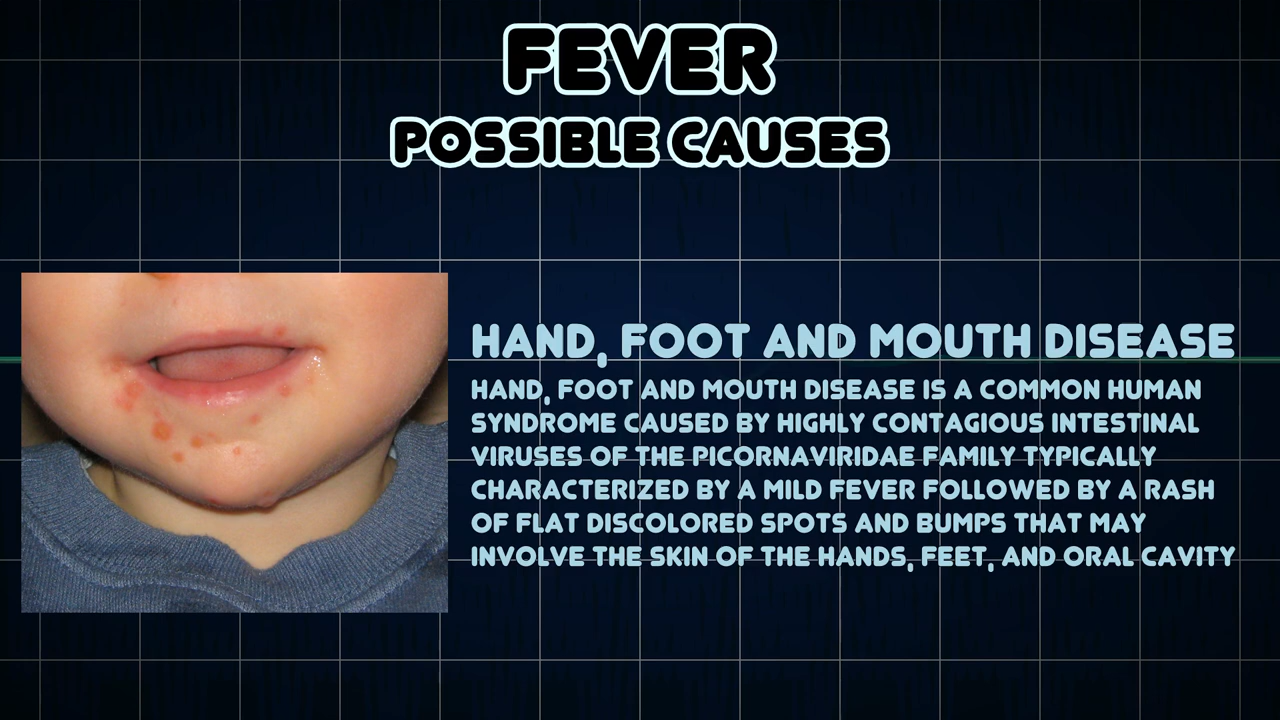 FEVER
POSSIBLE CAUSES
HAND, FOOT AND MOUTH DISEASE
HAND, FOOT AND MOUTH DISEASE IS A COMMON HUMAN
SYNDROME CAUSED BY HIGHLY CONTAGIOUS INTESTINAL
VIRUSES OF THE PICORNAVIRIDAE FAMILY TYPICALLY
CHARACTERIZED BY A MILD FEVER FOLLOWED BY A RASH
OF FLAT DISCOLORED SPOTS AND BUMPS THAT MAY
INVOLVE THE SKIN OF THE HANDS, FEET, AND ORAL CAVITY